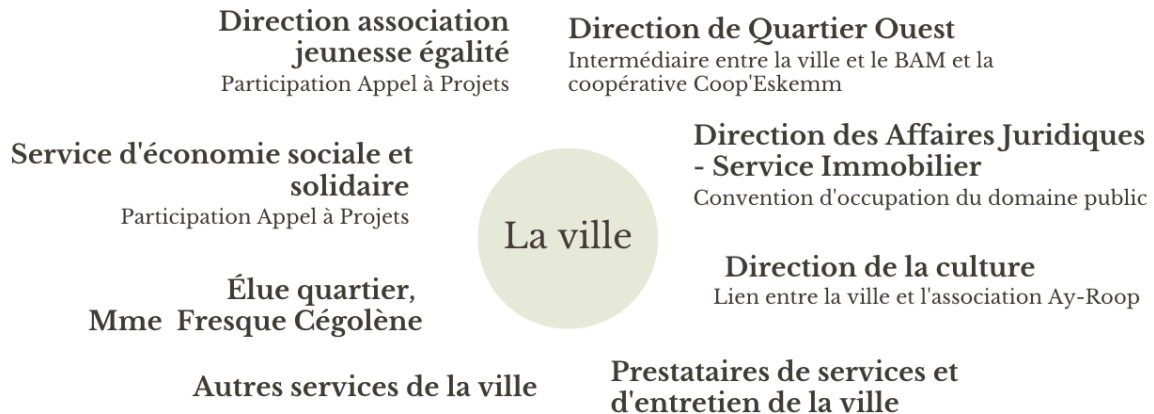 Direction association
jeunesse égalité
Participation Appel à Projets
Direction de Quartier Ouest
Intermédiaire entre la ville et le BAM et la
coopérative Coop'Eskemm
Service d'économie sociale et
solidaire
Participation Appel à Projets
Direction des Affaires Juridiques
- Service Immobilier
Convention d'occupation du domaine public
La ville
Élue quartier,
Mme Fresque Cégolène
Direction de la culture
Lien entre la ville et l'association Ay-Roop
Autres services de la ville
Prestataires de services et
d'entretien de la ville